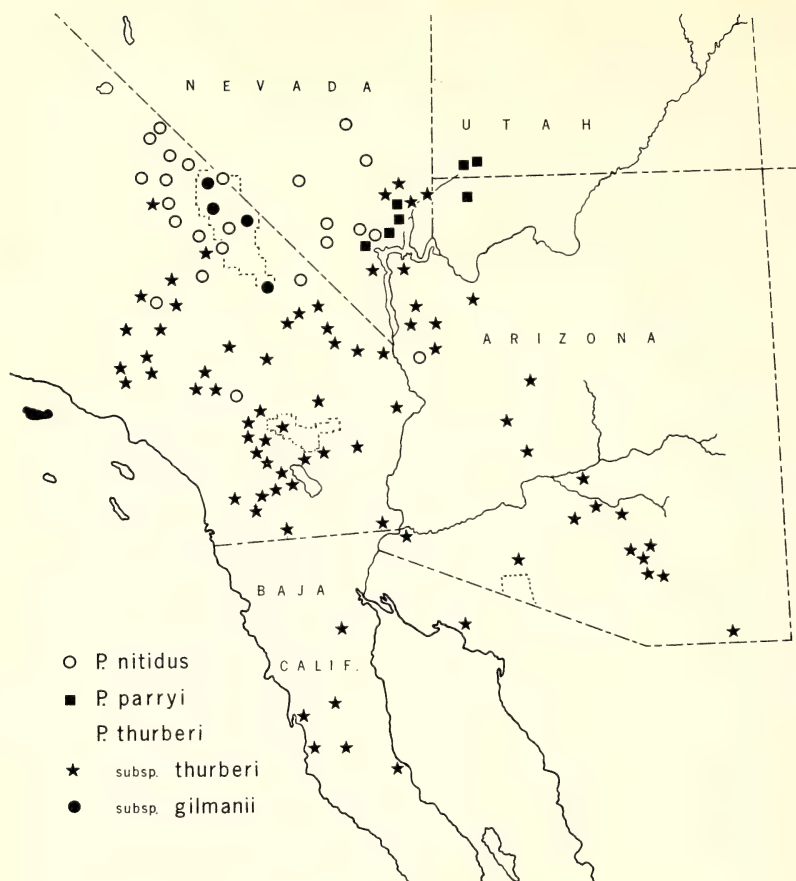 NEVADA
UTAH
ARIZONA
BAJA
CALIF.
P. nitidus
P. parryi
P. thurberi
subsp. thurberi
subsp. gilmanii